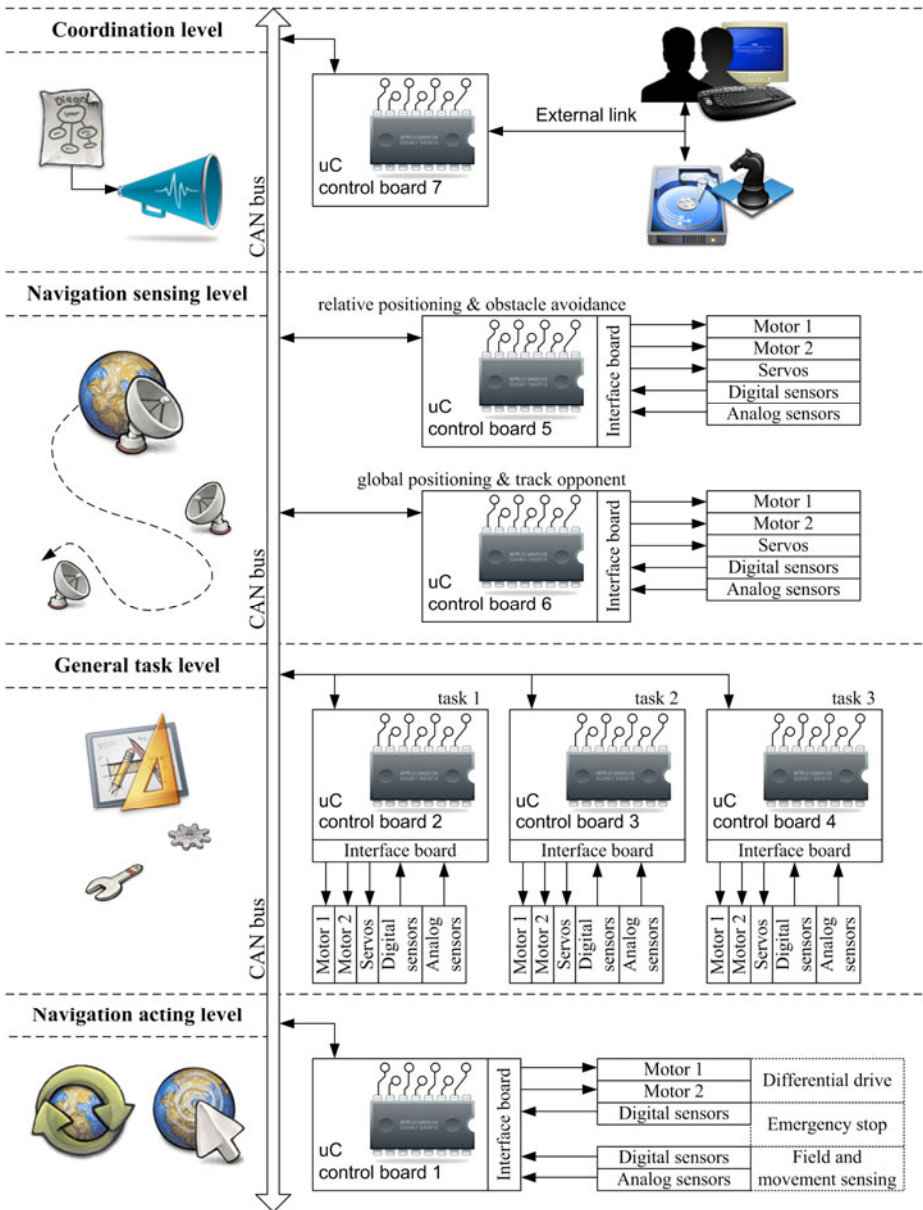 Coordination level
Diagr
CAN bus
uC
control board 7
External link
Navigation sensing level
CAN bus
relative positioning & obstacle avoidance
uC
control board 5
Interface board
Motor 1
Motor 2
Servos
Digital sensors
Analog sensors
global positioning & track opponent
uC
control board 6
Interface board
Motor 1
Motor 2
Servos
Digital sensors
Analog sensors
General task level
CAN bus
task 1
uC
control board 2
Interface board
Motor 1
Motor 2
Servos
Digital
sensors
Analog
sensors
task 2
uC
control board 3
Interface board
Motor 1
Motor 2
Servos
Digital
sensors
Analog
sensors
task 3
uC
control board 4
Interface board
Motor 1
Motor 2
Servos
Digital
sensors
Analog
sensors
Navigation acting level
uC
control board 1
Interface board
Motor 1
Motor 2
Digital sensors
Digital sensors
Analog sensors
Differential drive
Emergency stop
Field and
movement sensing